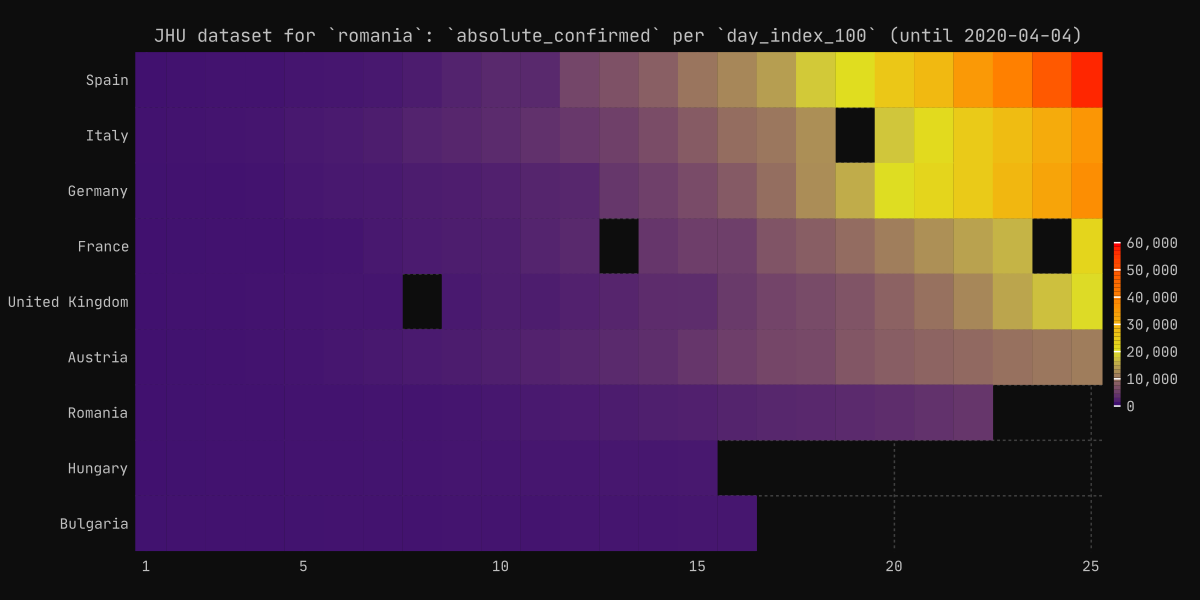 JHU dataset for `romania`: `absolute_confirmed` per `day_index_100` (until 2020-04-04)
Spain
Italy
Germany
France
United Kingdom
Austria
Romania
Hungary
Bulgaria
1 5 10 15 20 25
60,000
50,000
40,000
30,000
20,000
10,000
0